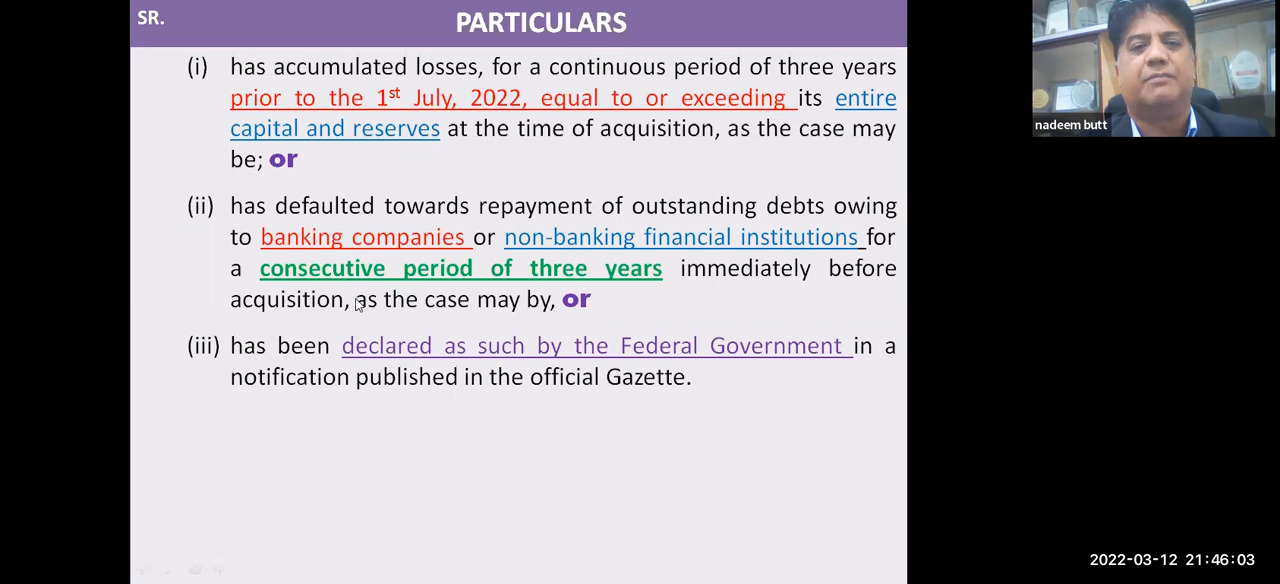 SR.
PARTICULARS
(i) has accumulated losses, for a continuous period of three years
prior to the 1st July, 2022, equal to or exceeding its entire
capital and reserves at the time of acquisition, as the case may
be; or
(ii) has defaulted towards repayment of outstanding debts owing
to banking companies or non-banking financial institutions for
a consecutive period of three years immediately before
acquisition, as the case may by, or
(iii) has been declared as such by the Federal Government in a
notification published in the official Gazette.
nadeem butt
2022-03-12 21:46:03